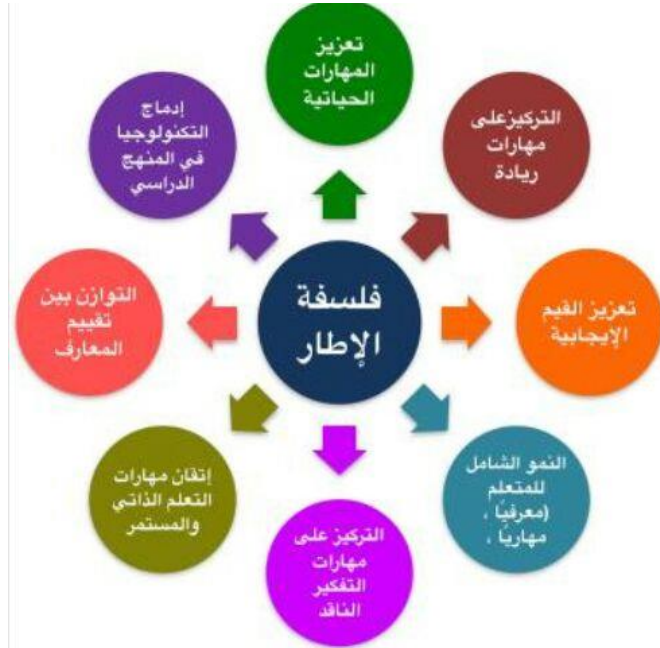 فلسفة
الإطار
تعزيز
المهارات
الحياتية
التركيزعلى
مهارات
ريادة
تعزيز القيم
الإيجابية
النمو الشامل
للمتعلم
(معرفيًا ،
مهاريًا ،
التركيز على
مهارات
التفكير
الناقد
إتقان مهارات
التعلم الذاتي
والمستمر
التوازن بين
تقييم
المعارف
إدماج
التكنولوجيا
في المنهج
الدراسي